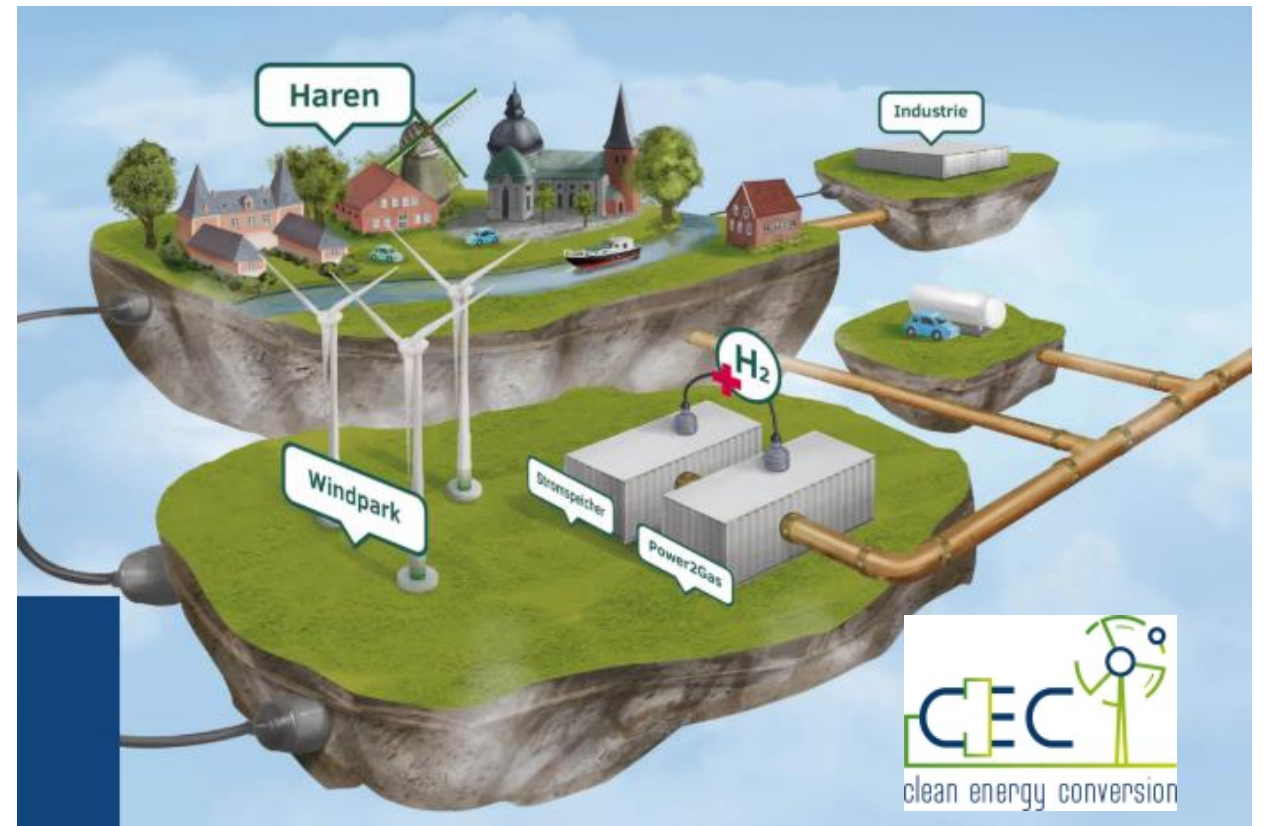 Haren
Industrie
H₂
Windpark
Stromspeicher
Power2Gas
CEC
clean energy conversion